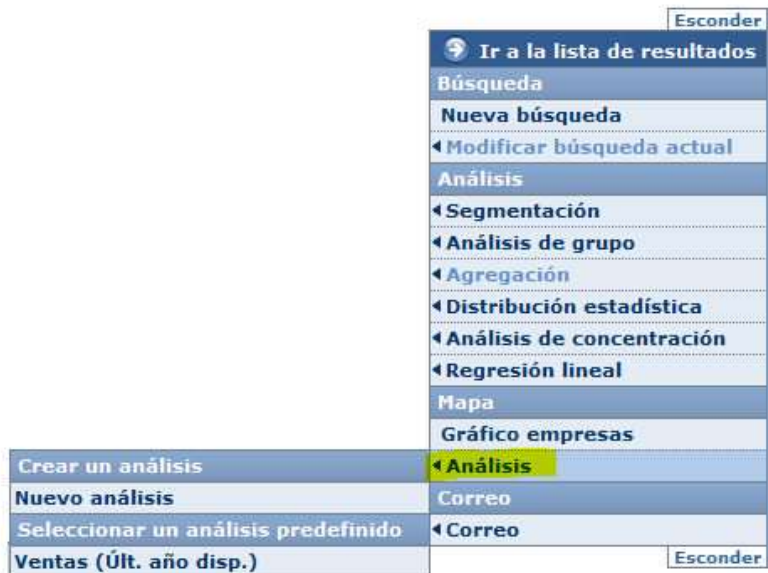 Esconder
Ir a la lista de resultados
Búsqueda
Nueva búsqueda
Modificar búsqueda actual
Análisis
Segmentación
Análisis de grupo
Agregación
Distribución estadística
Análisis de concentración
Regresión lineal
Mapa
Gráfico empresas
Análisis
Crear un análisis
Nuevo análisis
Seleccionar un análisis predefinido
Ventas (Últ. año disp.)
Correo
Correo
Esconder